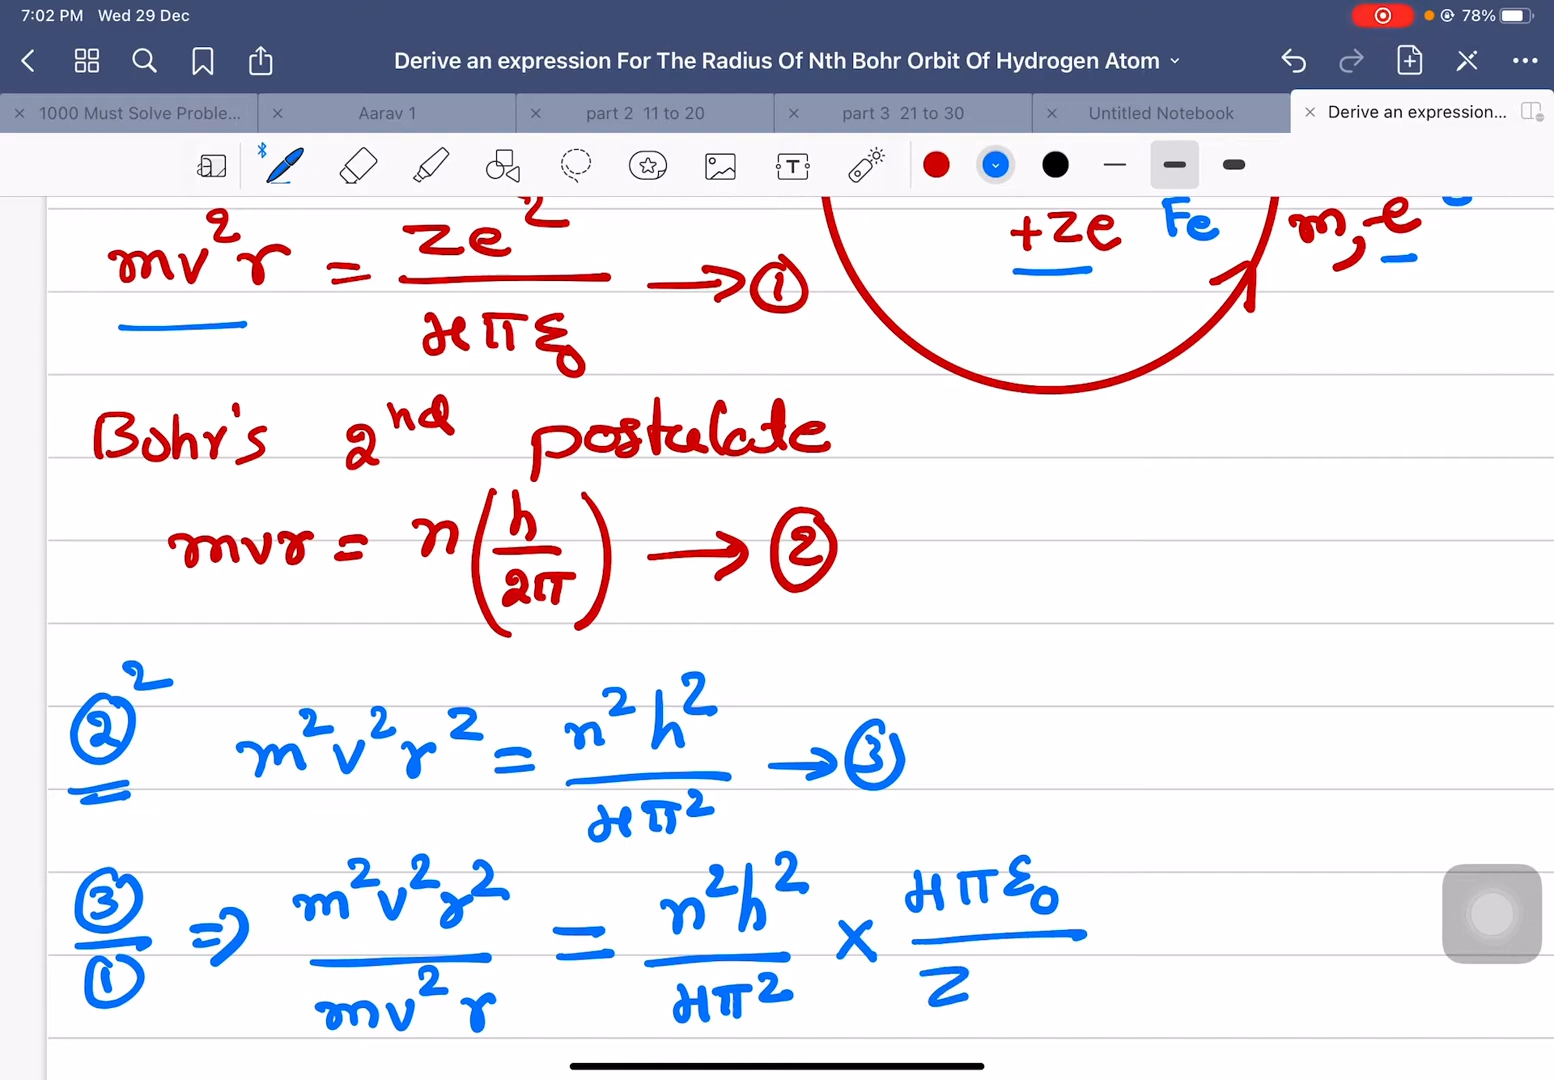 7:02 PM Wed 29 Dec 78%
Derive an expression For The Radius Of Nth Bohr Orbit Of Hydrogen Atom
1000 Must Solve Proble... Aarav 1 part 2 11 to 20 part 3 21 to 30 Untitled Notebook Derive an expression...
T
+Ze Fe m, -e
mv²r = Ze² / 4πε₀ → ①
Bohr's 2nd postulate
mvr = n(h/2π) → ②
②² m²v²r² = n²h² / 4π² → ③
③/① ⇒ m²v²r² / mv²r = n²h² / 4π² × 4πε₀ / Z